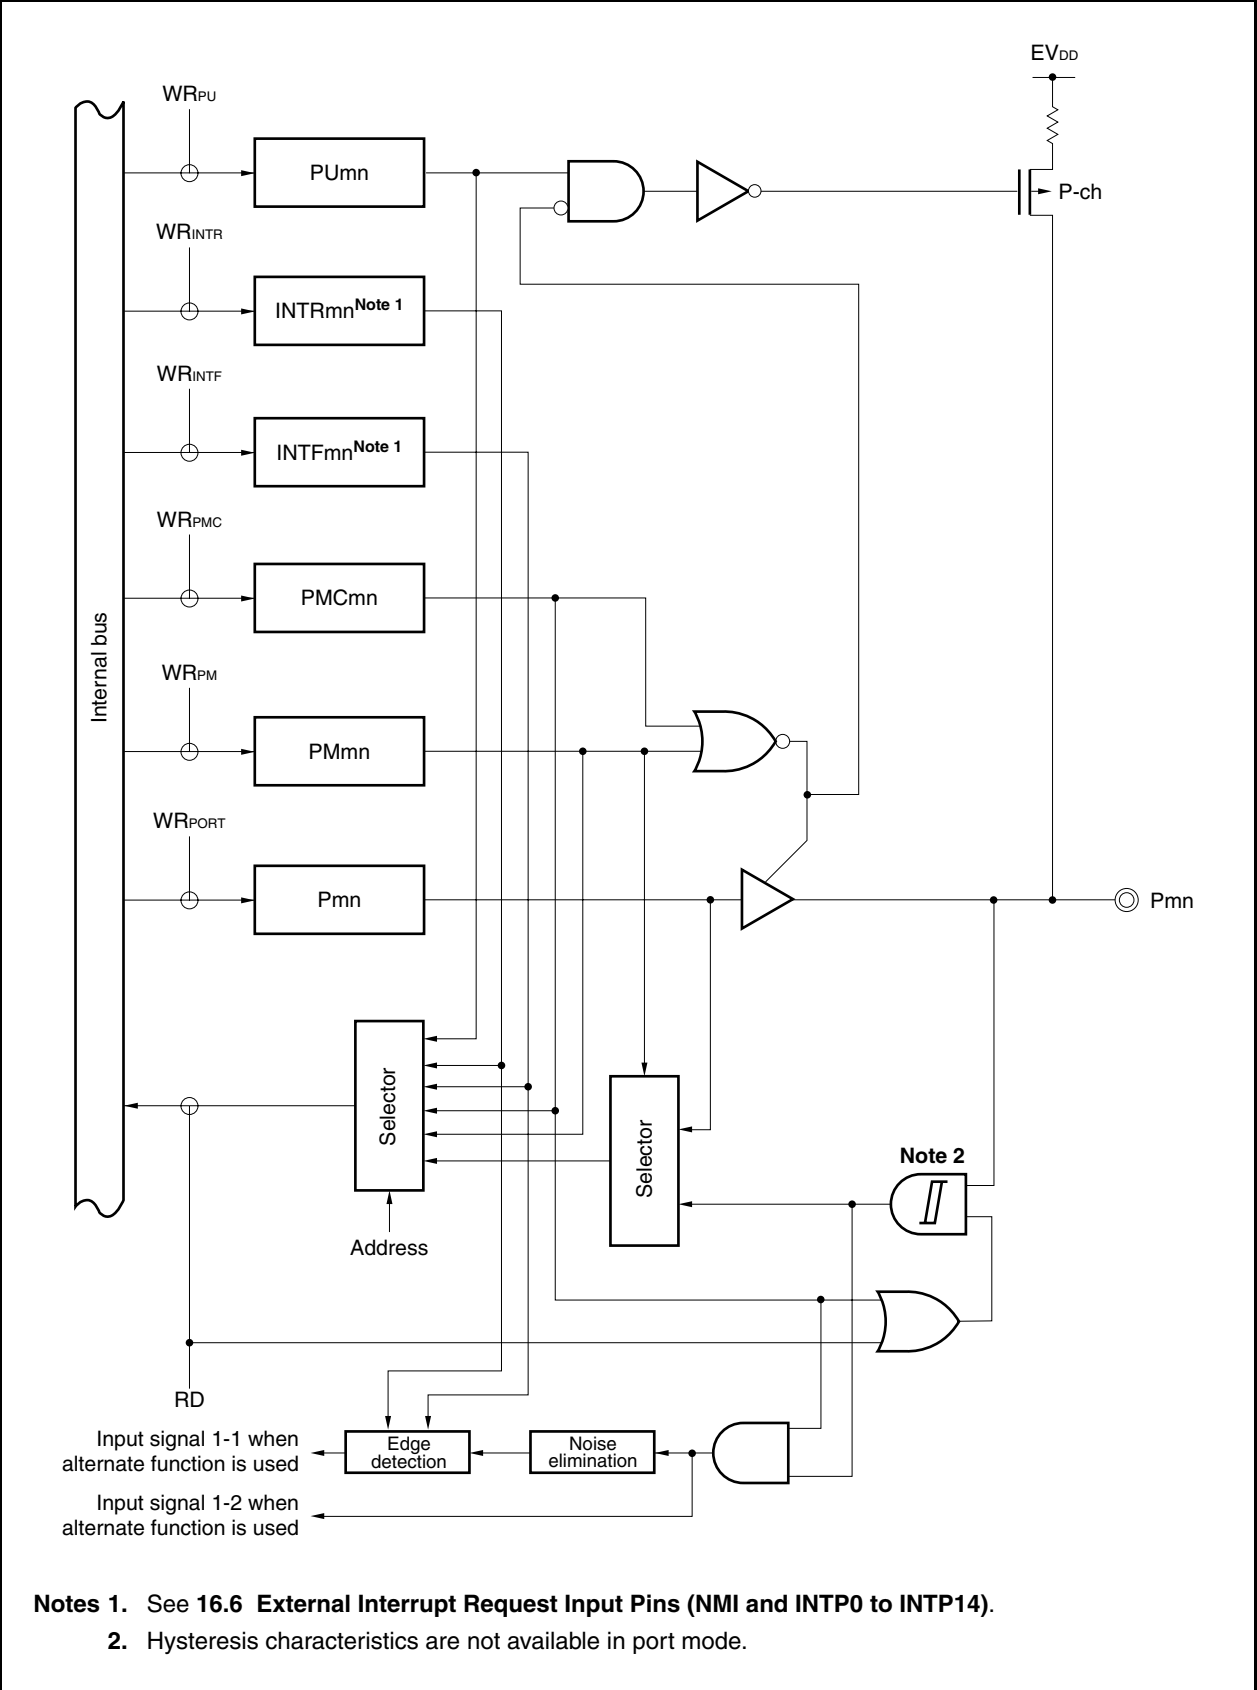 EVDD
WRPU
PUmn
P-ch
WRINTR
INTRmnNote 1
WRINTF
INTFmnNote 1
WRPMC
PMCmn
Internal bus
WRPM
PMmn
WRPORT
Pmn
Pmn
Selector
Selector
Note 2
Address
RD
Input signal 1-1 when
alternate function is used
Edge
detection
Noise
elimination
Input signal 1-2 when
alternate function is used
Notes 1. See 16.6 External Interrupt Request Input Pins (NMI and INTP0 to INTP14).
2. Hysteresis characteristics are not available in port mode.